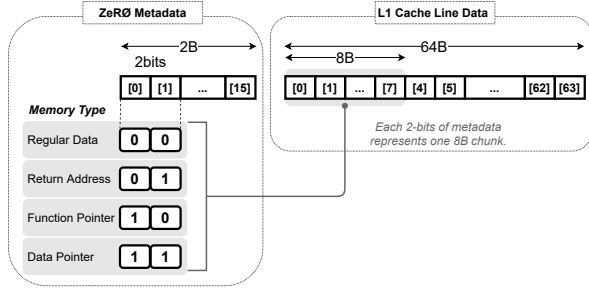 ZeRØ Metadata
2B
2bits
[0] [1] ... [15]
Memory Type
Regular Data 0 0
Return Address 0 1
Function Pointer 1 0
Data Pointer 1 1
L1 Cache Line Data
64B
8B
[0] [1] ... [7] [4] [5] ... [62] [63]
Each 2-bits of metadata
represents one 8B chunk.